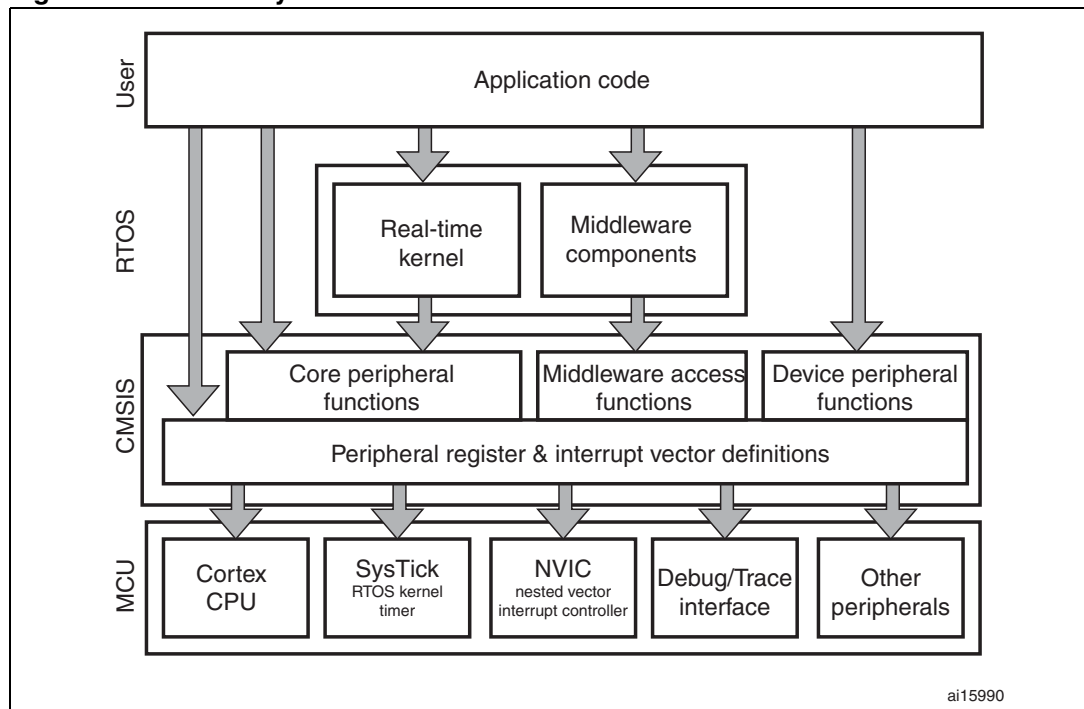 User
Application code
RTOS
Real-time
kernel
Middleware
components
CMSIS
Core peripheral
functions
Middleware access
functions
Device peripheral
functions
Peripheral register & interrupt vector definitions
MCU
Cortex
CPU
SysTick
RTOS kernel
timer
NVIC
nested vector
interrupt controller
Debug/Trace
interface
Other
peripherals
ai15990